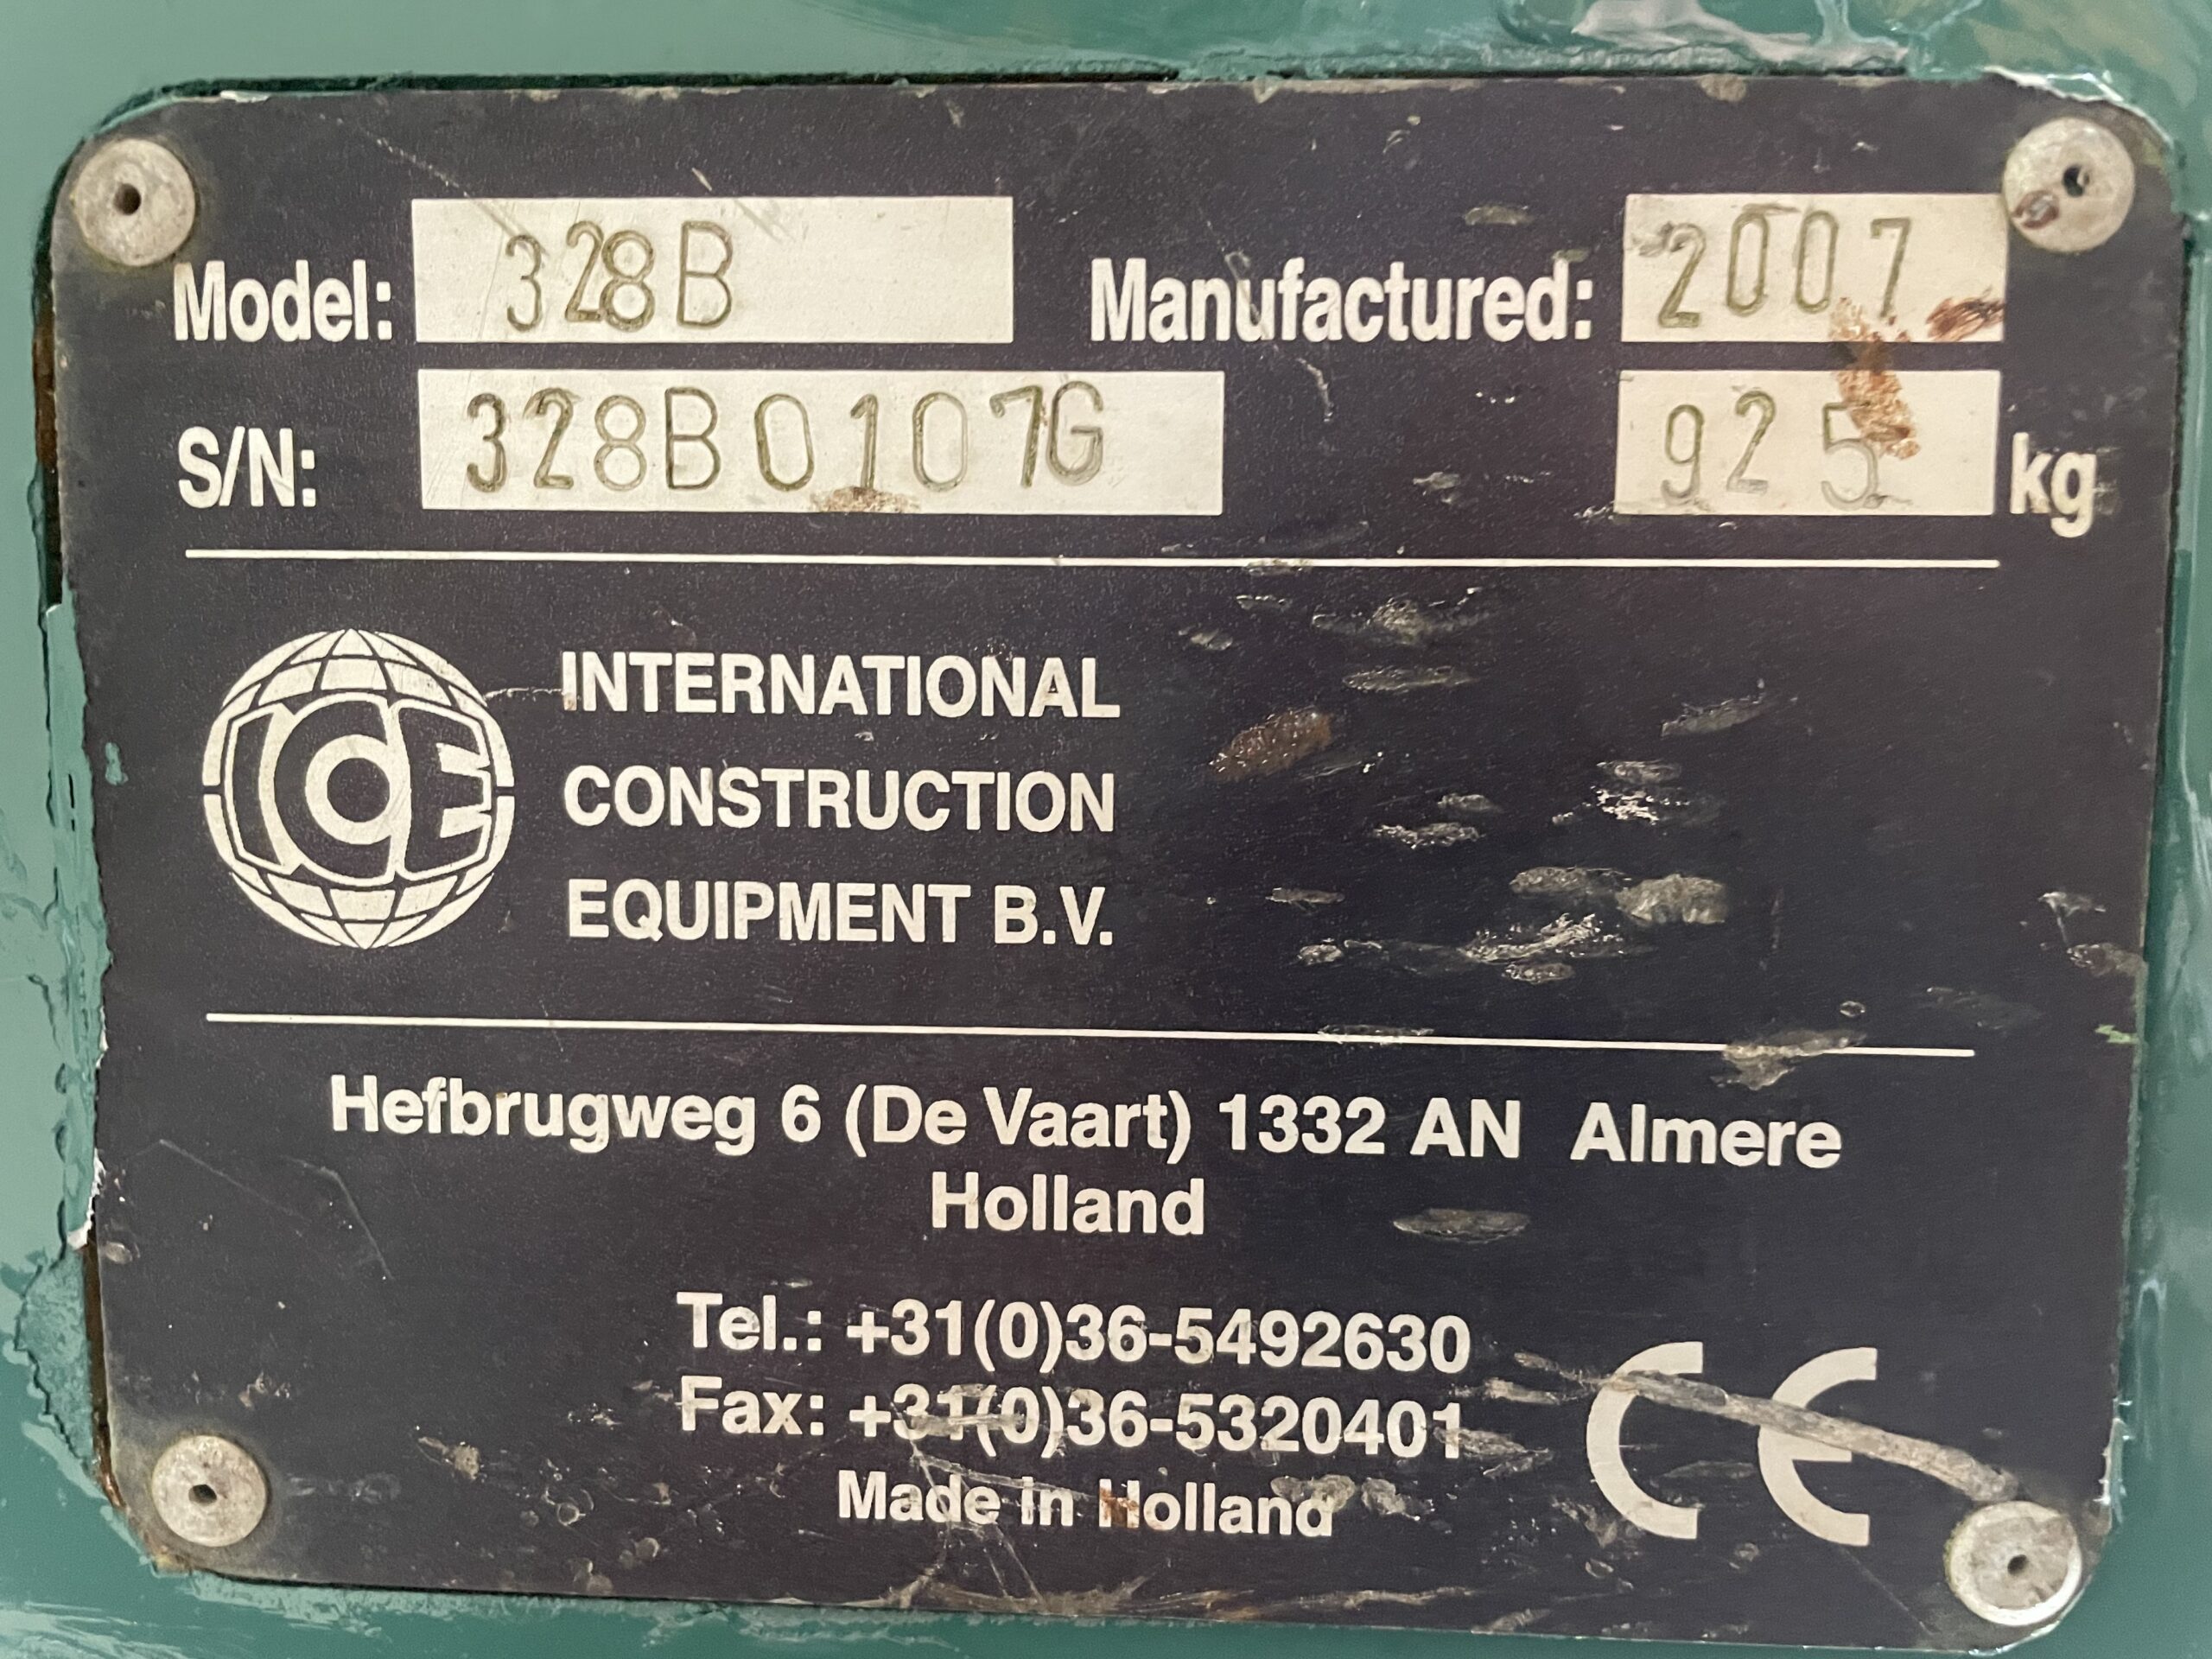 Model: 328B Manufactured: 2007
S/N: 328B0107G 925 kg
ICE
INTERNATIONAL
CONSTRUCTION
EQUIPMENT B.V.
Hefbrugweg 6 (De Vaart) 1332 AN Almere
Holland
Tel.: +31(0)36-5492630
Fax: +31(0)36-5320401
Made in Holland
CE